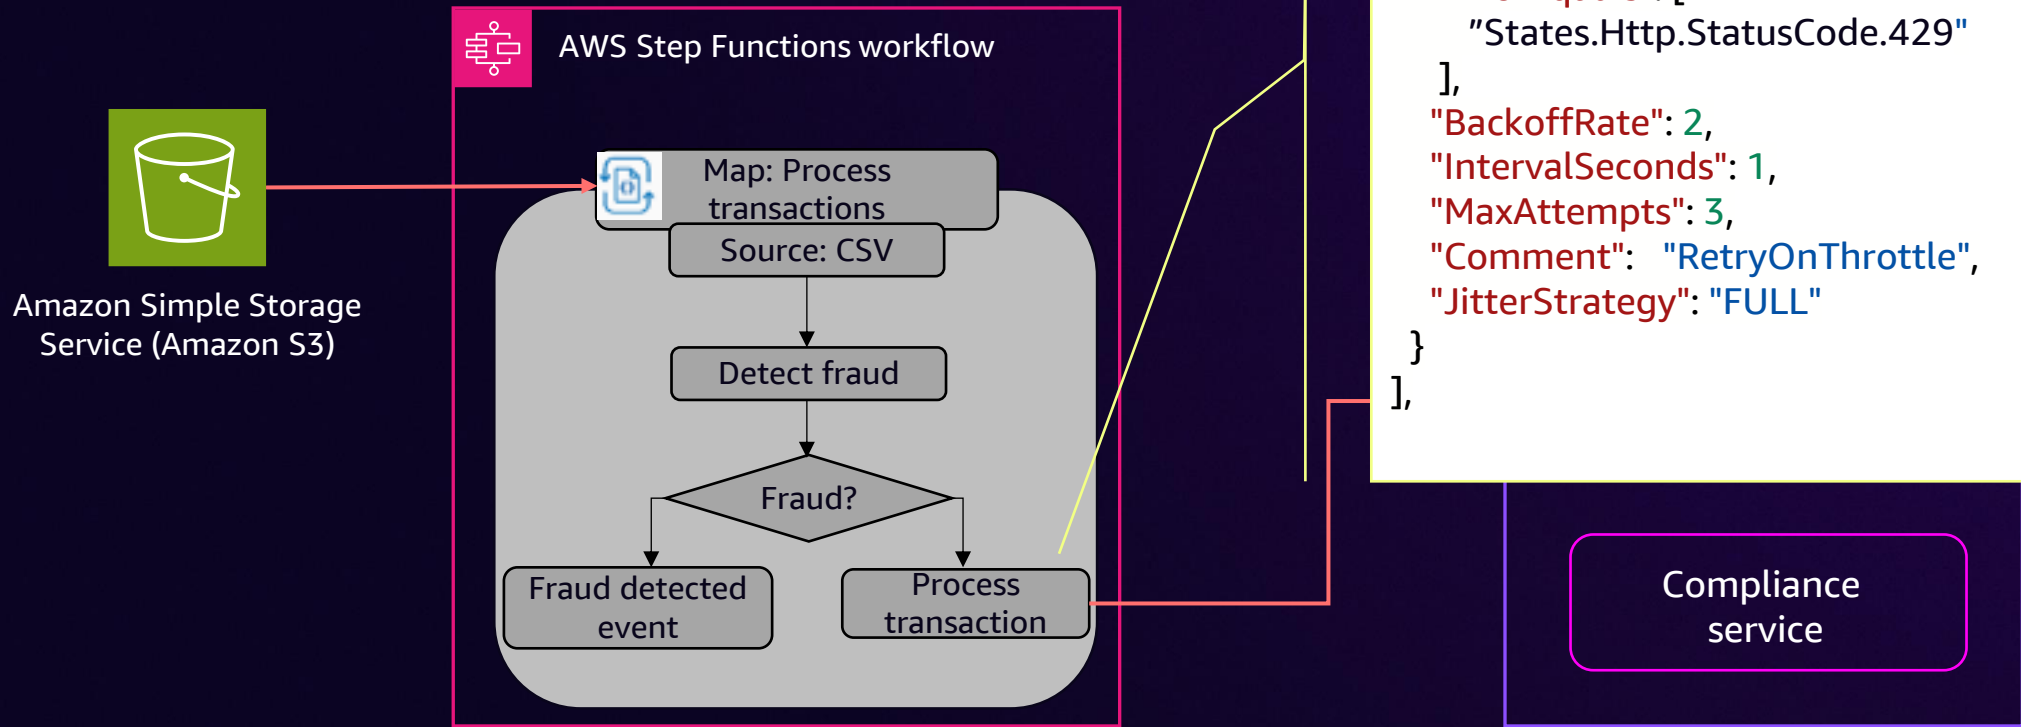 AWS Step Functions workflow
Amazon Simple Storage
Service (Amazon S3)
Map: Process
transactions
Source: CSV
Detect fraud
Fraud?
Fraud detected
event
Process
transaction
”States.Http.StatusCode.429"
],
"BackoffRate": 2,
"IntervalSeconds": 1,
"MaxAttempts": 3,
"Comment": "RetryOnThrottle",
"JitterStrategy": "FULL"
}
],
Compliance
service